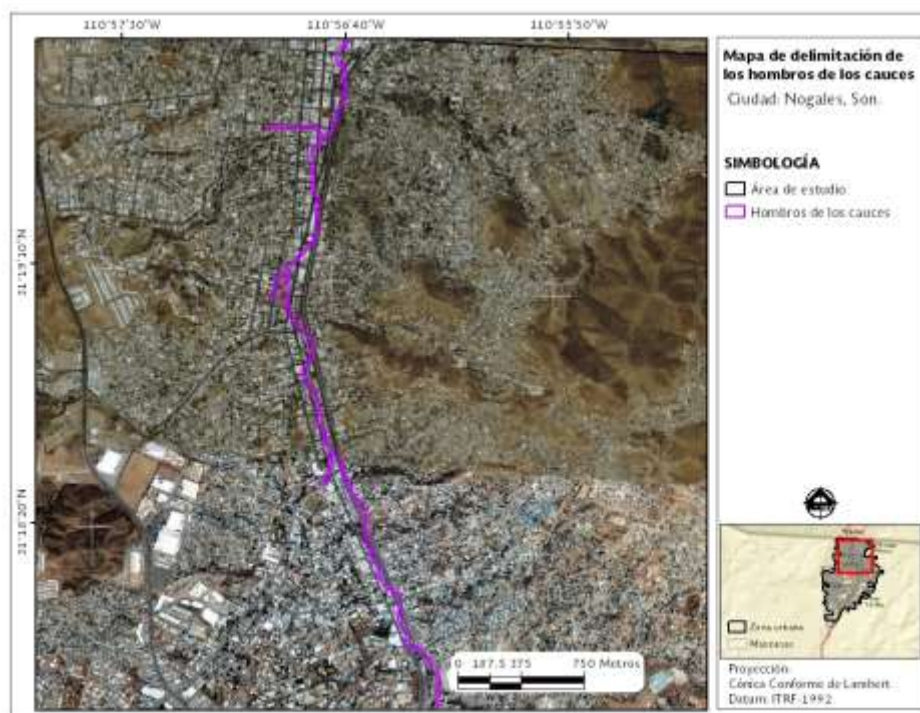 110°57'30"W 110°56'40"W 110°55'50"W
Mapa de delimitación de
los hombros de los cauces
Ciudad: Nogales, Son.
SIMBOLOGÍA
Área de estudio
Hombros de los cauces
31°19'10"N
31°18'20"N
0 187.5 375 750 Metros
Zona urbana
Manzanas
Proyección:
Cónica Conforme de Lambert
Datum: ITRF-1992